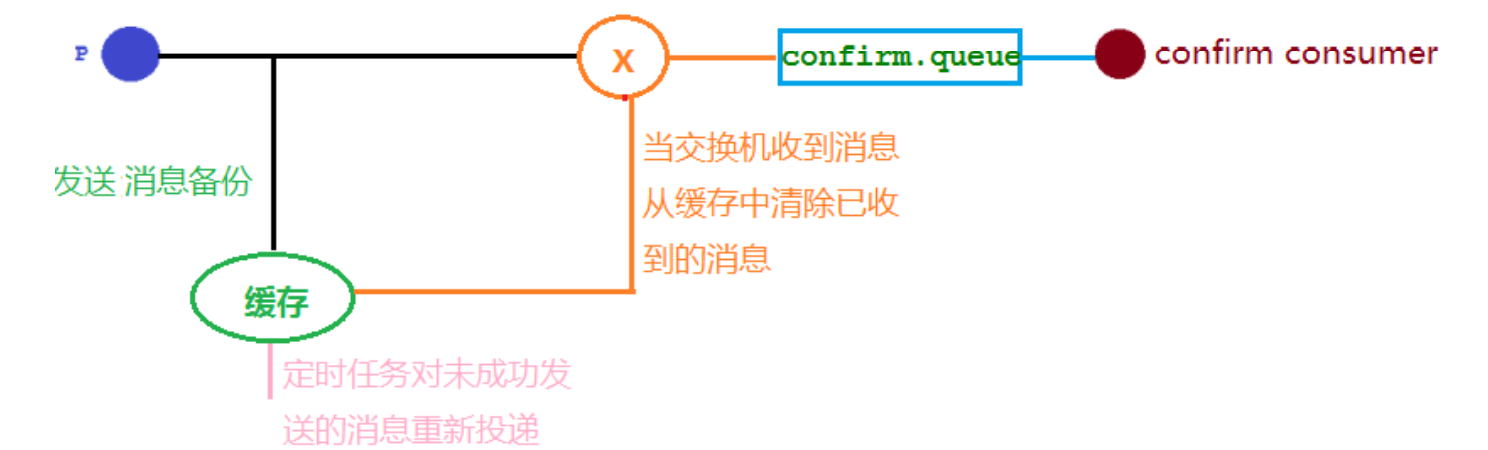 P
X
confirm.queue
confirm consumer
发送 消息备份
当交换机收到消息
从缓存中清除已收
到的消息
缓存
定时任务对未成功发
送的消息重新投递